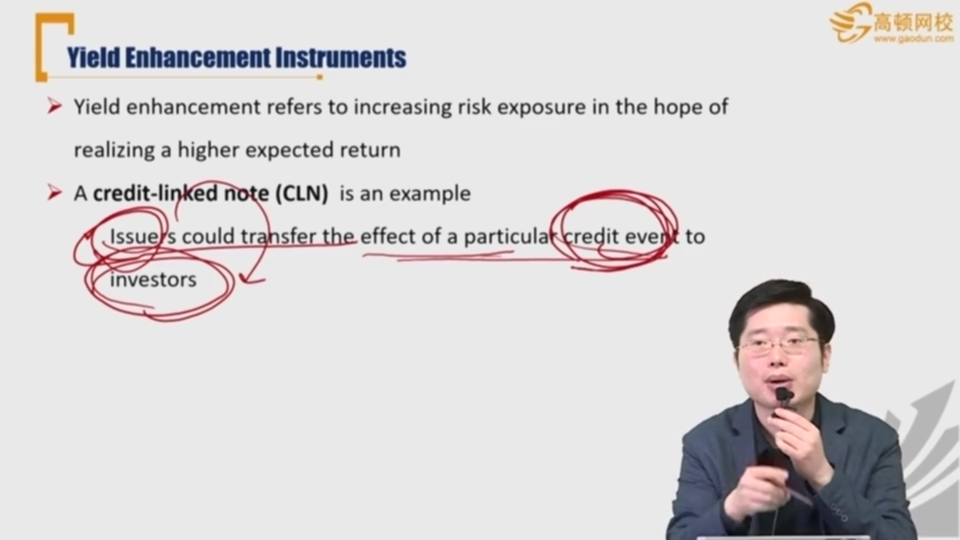 Yield Enhancement Instruments
高顿网校
www.gaodun.com
Yield enhancement refers to increasing risk exposure in the hope of
realizing a higher expected return
A credit-linked note (CLN) is an example
Issuers could transfer the effect of a particular credit event to
investors